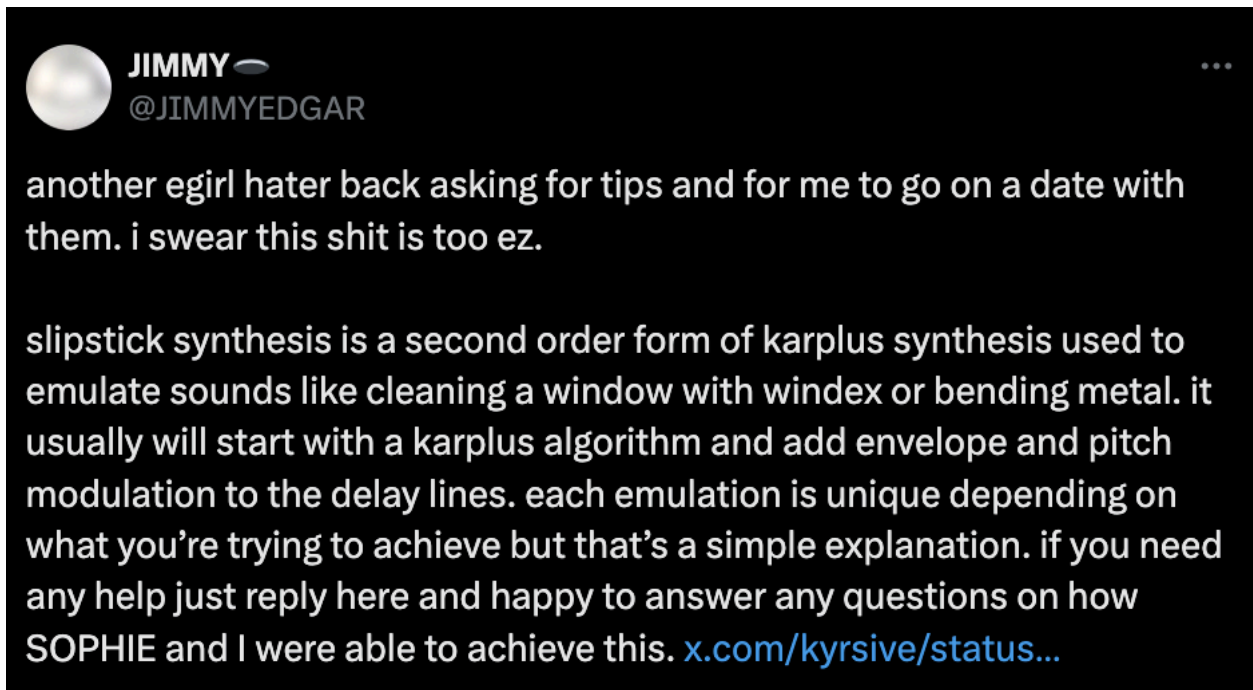 JIMMY
@JIMMYEDGAR
another egirl hater back asking for tips and for me to go on a date with
them. i swear this shit is too ez.
slipstick synthesis is a second order form of karplus synthesis used to
emulate sounds like cleaning a window with windex or bending metal. it
usually will start with a karplus algorithm and add envelope and pitch
modulation to the delay lines. each emulation is unique depending on
what you’re trying to achieve but that’s a simple explanation. if you need
any help just reply here and happy to answer any questions on how
SOPHIE and I were able to achieve this. x.com/kyrsive/status...